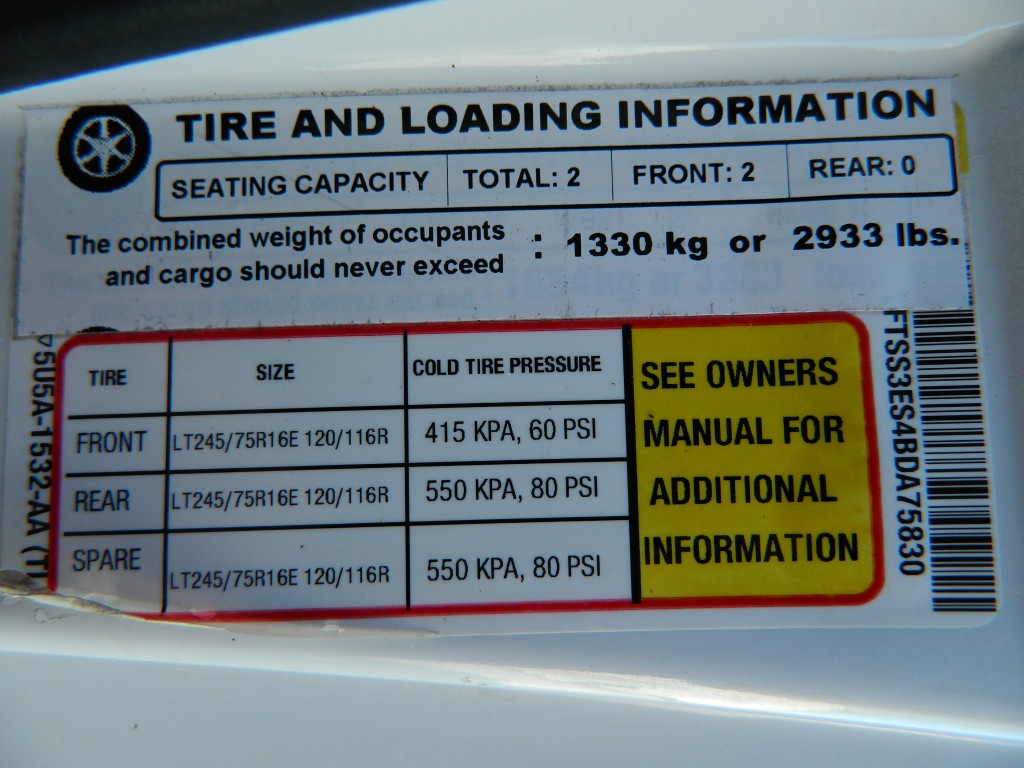 TIRE AND LOADING INFORMATION
SEATING CAPACITY TOTAL: 2 FRONT: 2 REAR: 0
The combined weight of occupants
and cargo should never exceed : 1330 kg or 2933 lbs.
TIRE SIZE COLD TIRE PRESSURE
FRONT LT245/75R16E 120/116R 415 KPA, 60 PSI
REAR LT245/75R16E 120/116R 550 KPA, 80 PSI
SPARE LT245/75R16E 120/116R 550 KPA, 80 PSI
SEE OWNERS
MANUAL FOR
ADDITIONAL
INFORMATION
FTSS3ES4BDA75830
5U5A-1532-AA